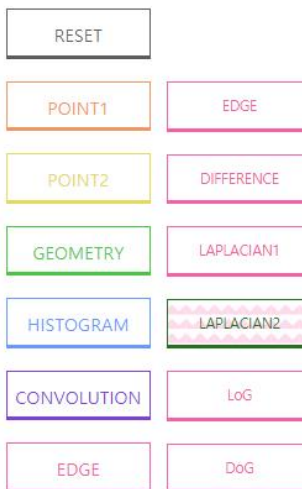 RESET
POINT1
EDGE
POINT2
DIFFERENCE
GEOMETRY
LAPLACIAN1
HISTOGRAM
LAPLACIAN2
CONVOLUTION
LoG
EDGE
DoG